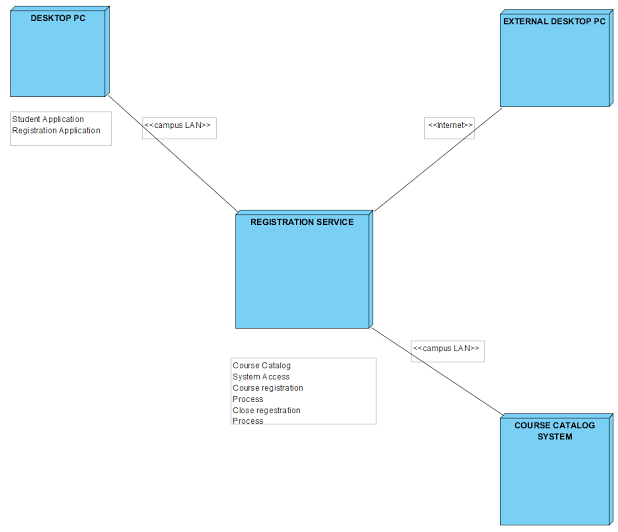 DESKTOP PC
EXTERNAL DESKTOP PC
Student Application
Registration Application
<<campus LAN>>
<<Internet>>
REGISTRATION SERVICE
<<campus LAN>>
Course Catalog
System Access
Course registration
Process
Close regestration
Process
COURSE CATALOG
SYSTEM